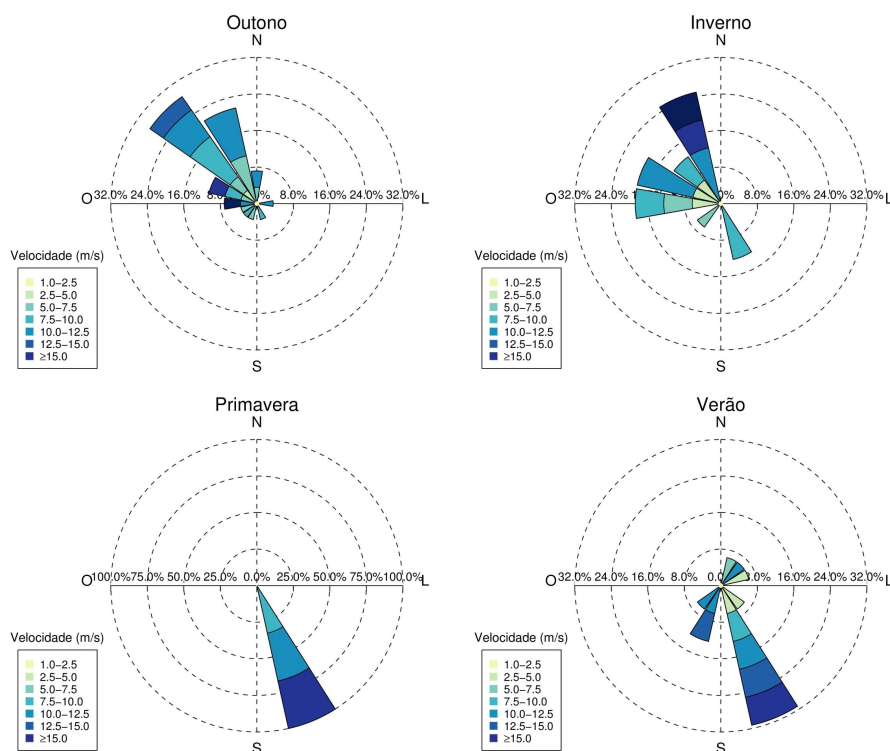 Outono
N
O 32.0% 24.0% 16.0% 0.0% 8.0% 16.0% 24.0% 32.0% L
S
Velocidade (m/s)
1.0–2.5
2.5–5.0
5.0–7.5
7.5–10.0
10.0–12.5
12.5–15.0
≥15.0
Inverno
N
O 32.0% 24.0% 16.0% 8.0% 16.0% 24.0% 32.0% L
S
Velocidade (m/s)
1.0–2.5
2.5–5.0
5.0–7.5
7.5–10.0
10.0–12.5
12.5–15.0
≥15.0
Primavera
N
O 100.0% 75.0% 50.0% 25.0% 0.0% 25.0% 50.0% 75.0% 100.0% L
S
Velocidade (m/s)
1.0–2.5
2.5–5.0
5.0–7.5
7.5–10.0
10.0–12.5
12.5–15.0
≥15.0
Verão
N
O 32.0% 24.0% 16.0% 8.0% 0.0% 8.0% 16.0% 24.0% 32.0% L
S
Velocidade (m/s)
1.0–2.5
2.5–5.0
5.0–7.5
7.5–10.0
10.0–12.5
12.5–15.0
≥15.0